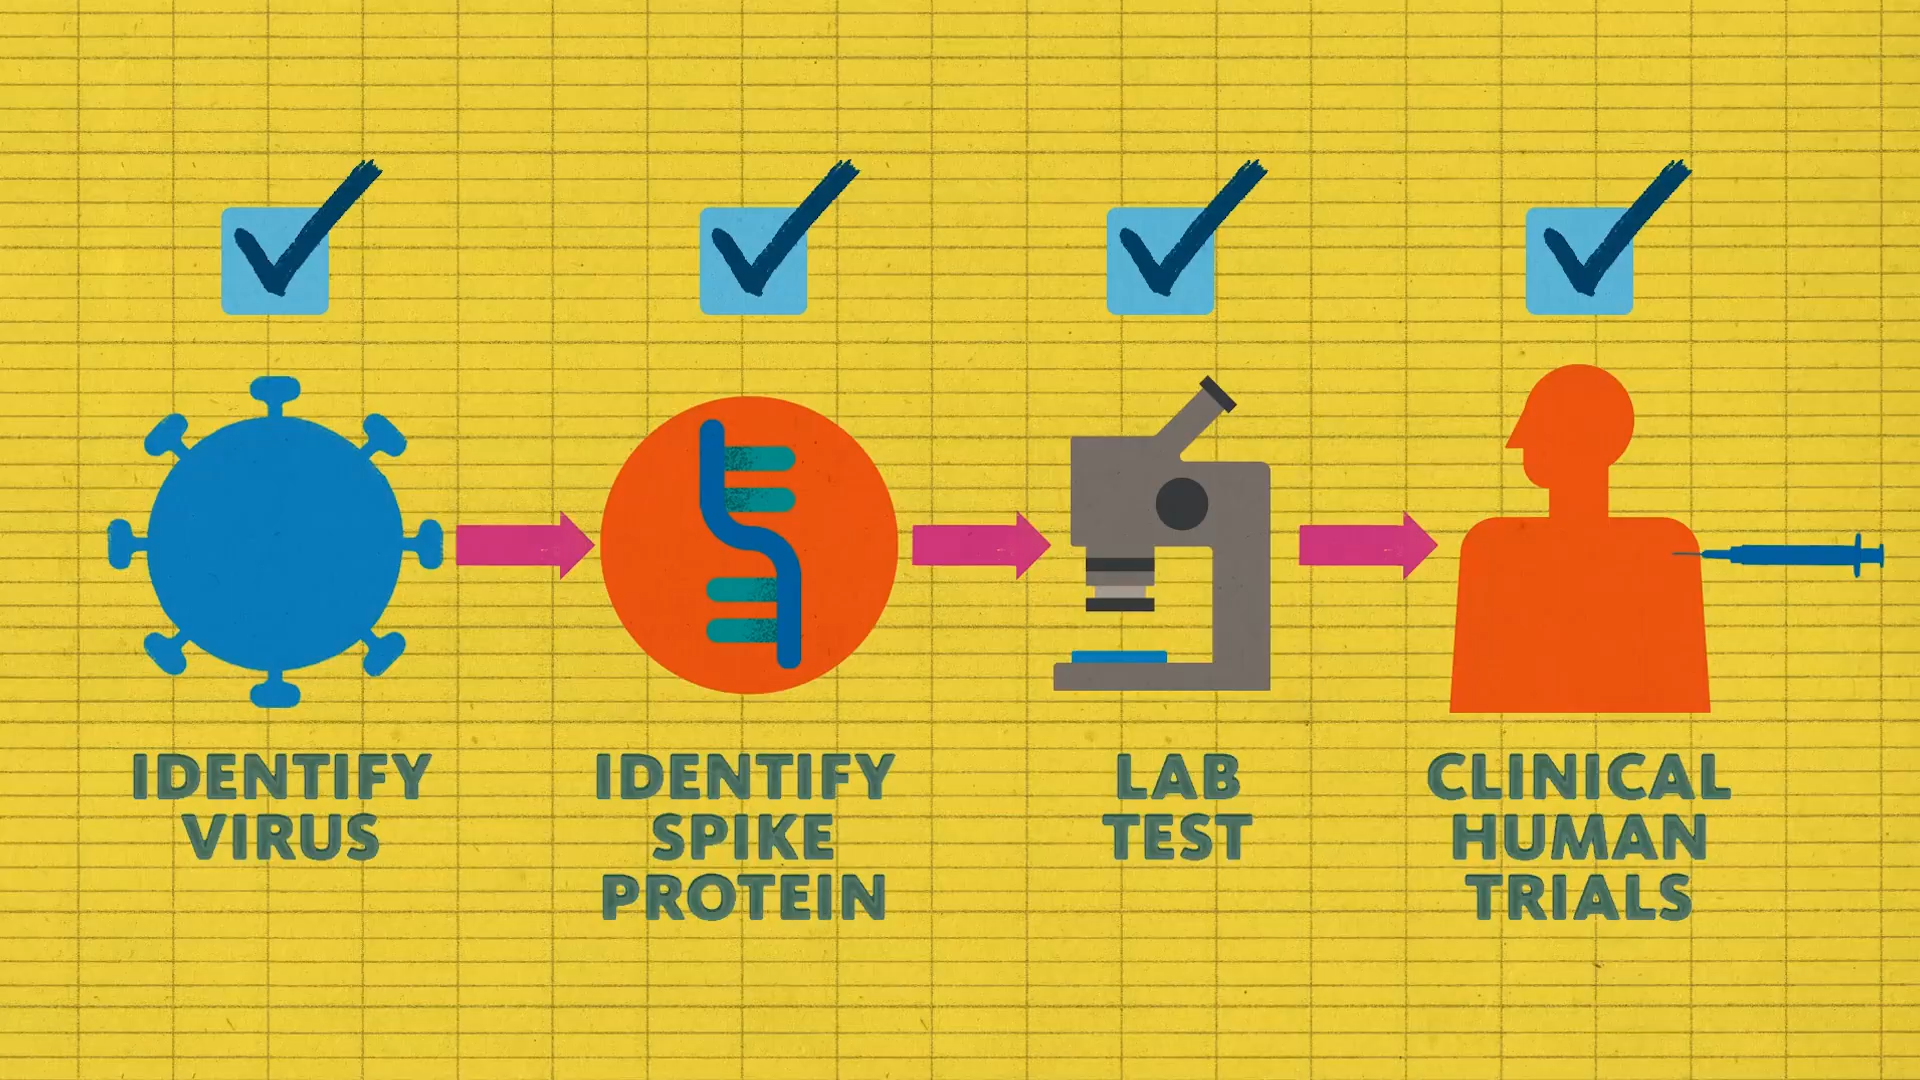 IDENTIFY
VIRUS
IDENTIFY
SPIKE
PROTEIN
LAB
TEST
CLINICAL
HUMAN
TRIALS